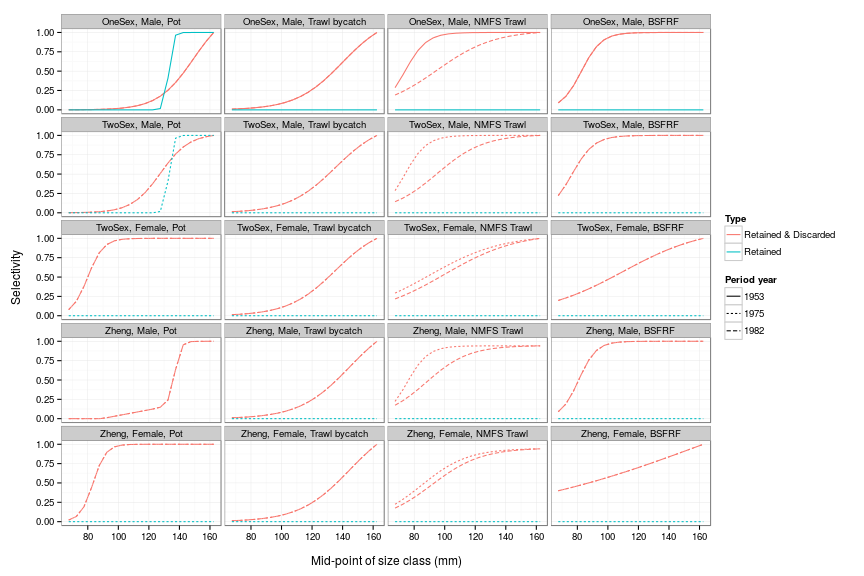 OneSex, Male, Pot
OneSex, Male, Trawl bycatch
OneSex, Male, NMFS Trawl
OneSex, Male, BSFRF
1.00
0.75
0.50
0.25
0.00
TwoSex, Male, Pot
TwoSex, Male, Trawl bycatch
TwoSex, Male, NMFS Trawl
TwoSex, Male, BSFRF
1.00
0.75
0.50
0.25
0.00
TwoSex, Female, Pot
TwoSex, Female, Trawl bycatch
TwoSex, Female, NMFS Trawl
TwoSex, Female, BSFRF
1.00
0.75
0.50
0.25
0.00
Zheng, Male, Pot
Zheng, Male, Trawl bycatch
Zheng, Male, NMFS Trawl
Zheng, Male, BSFRF
1.00
0.75
0.50
0.25
0.00
Zheng, Female, Pot
Zheng, Female, Trawl bycatch
Zheng, Female, NMFS Trawl
Zheng, Female, BSFRF
1.00
0.75
0.50
0.25
0.00
80 100 120 140 160
80 100 120 140 160
80 100 120 140 160
80 100 120 140 160
Mid-point of size class (mm)
Selectivity
Type
Retained & Discarded
Retained
Period year
1953
1975
1982